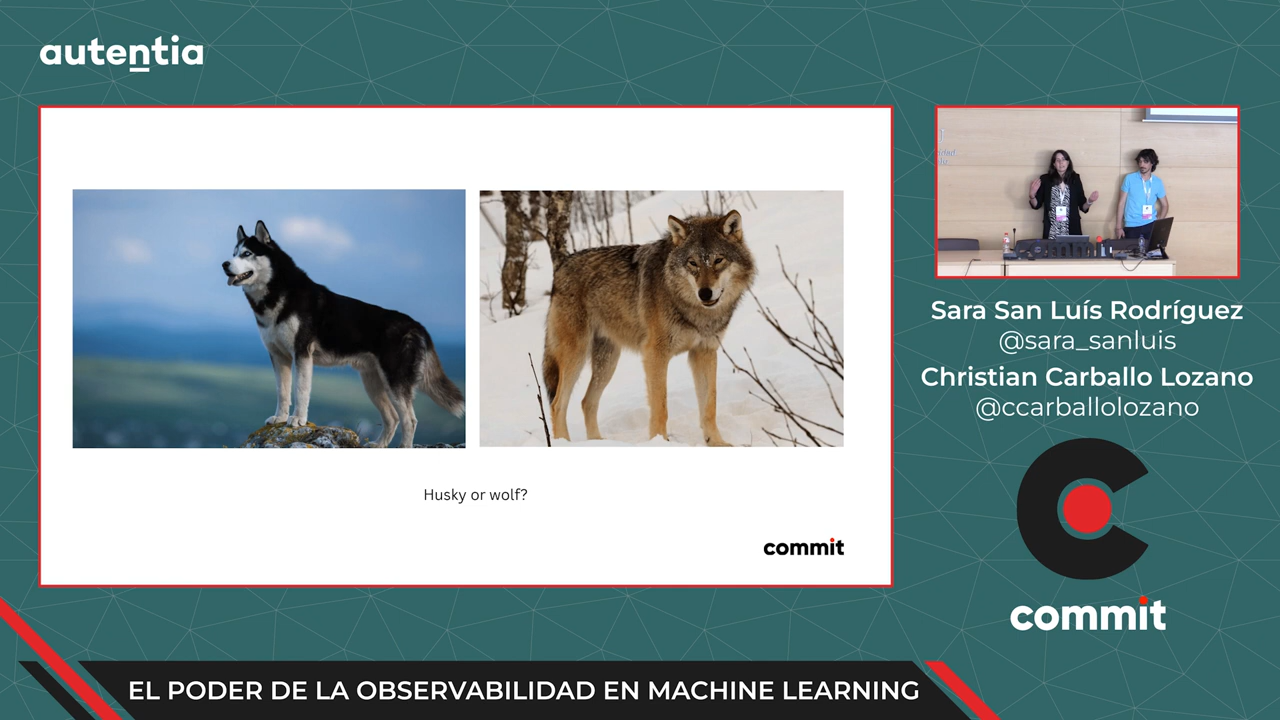 autentia
Husky or wolf?
commit
Sara San Luís Rodríguez
@sara_sanluis
Christian Carballo Lozano
@ccarballolozano
commit
EL PODER DE LA OBSERVABILIDAD EN MACHINE LEARNING